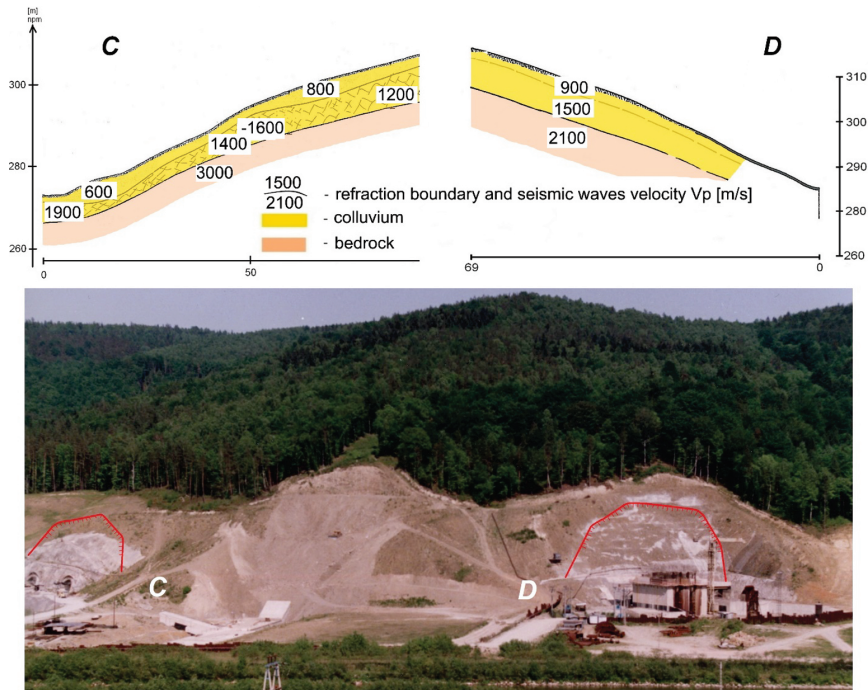 [m]
npm
C
D
300
280
260
0
50
800
1200
-1600
1400
3000
600
1900
310
300
290
280
270
260
69
0
900
1500
2100
1500
2100
- refraction boundary and seismic waves velocity Vp [m/s]
- colluvium
- bedrock
C
D